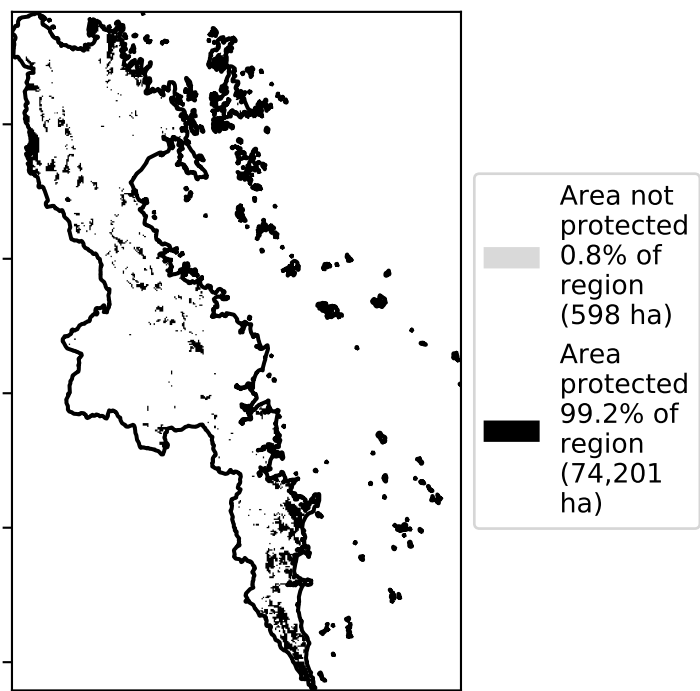 Area not
protected
0.8% of
region
(598 ha)
Area
protected
99.2% of
region
(74,201
ha)